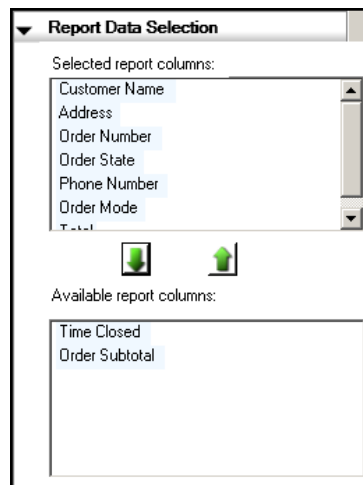 Report Data Selection
Selected report columns:
Customer Name
Address
Order Number
Order State
Phone Number
Order Mode
Total
Available report columns:
Time Closed
Order Subtotal